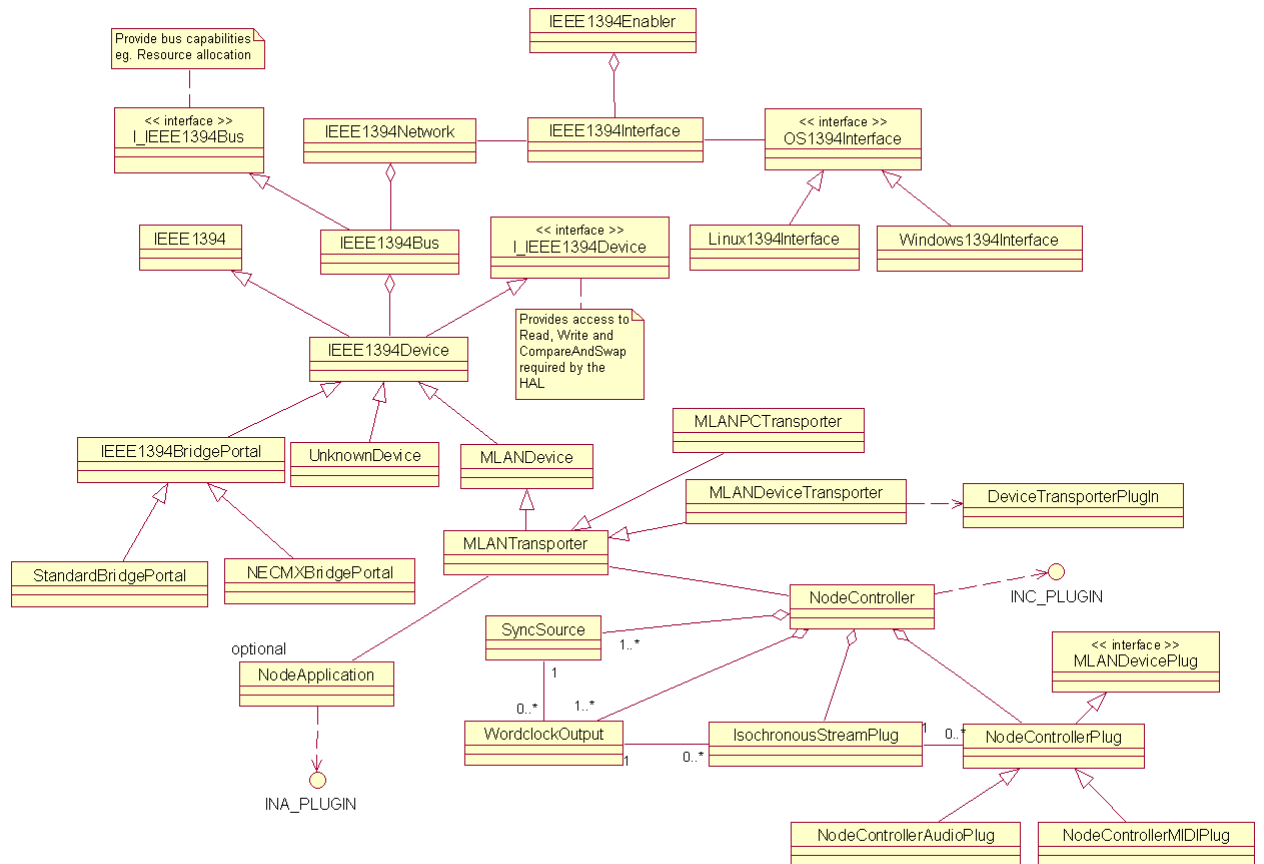 IEEE1394Enabler
Provide bus capabilities
eg. Resource allocation
<< interface >>
I_IEEE1394Bus
IEEE1394Network
IEEE1394Interface
<< interface >>
OS1394Interface
IEEE1394
IEEE1394Bus
<< interface >>
I_IEEE1394Device
Linux1394Interface
Windows1394Interface
Provides access to
Read, Write and
CompareAndSwap
required by the
HAL
IEEE1394Device
MLANPCTransporter
IEEE1394BridgePortal
UnknownDevice
MLANDevice
MLANDeviceTransporter
DeviceTransporterPlugIn
MLANTransporter
StandardBridgePortal
NECMXBridgePortal
NodeController
INC_PLUGIN
SyncSource
1..*
<< interface >>
MLANDevicePlug
optional
NodeApplication
1
0..*
1..*
WordclockOutput
1
0..*
IsochronousStreamPlug
1
0..*
NodeControllerPlug
INA_PLUGIN
NodeControllerAudioPlug
NodeControllerMIDIPlug